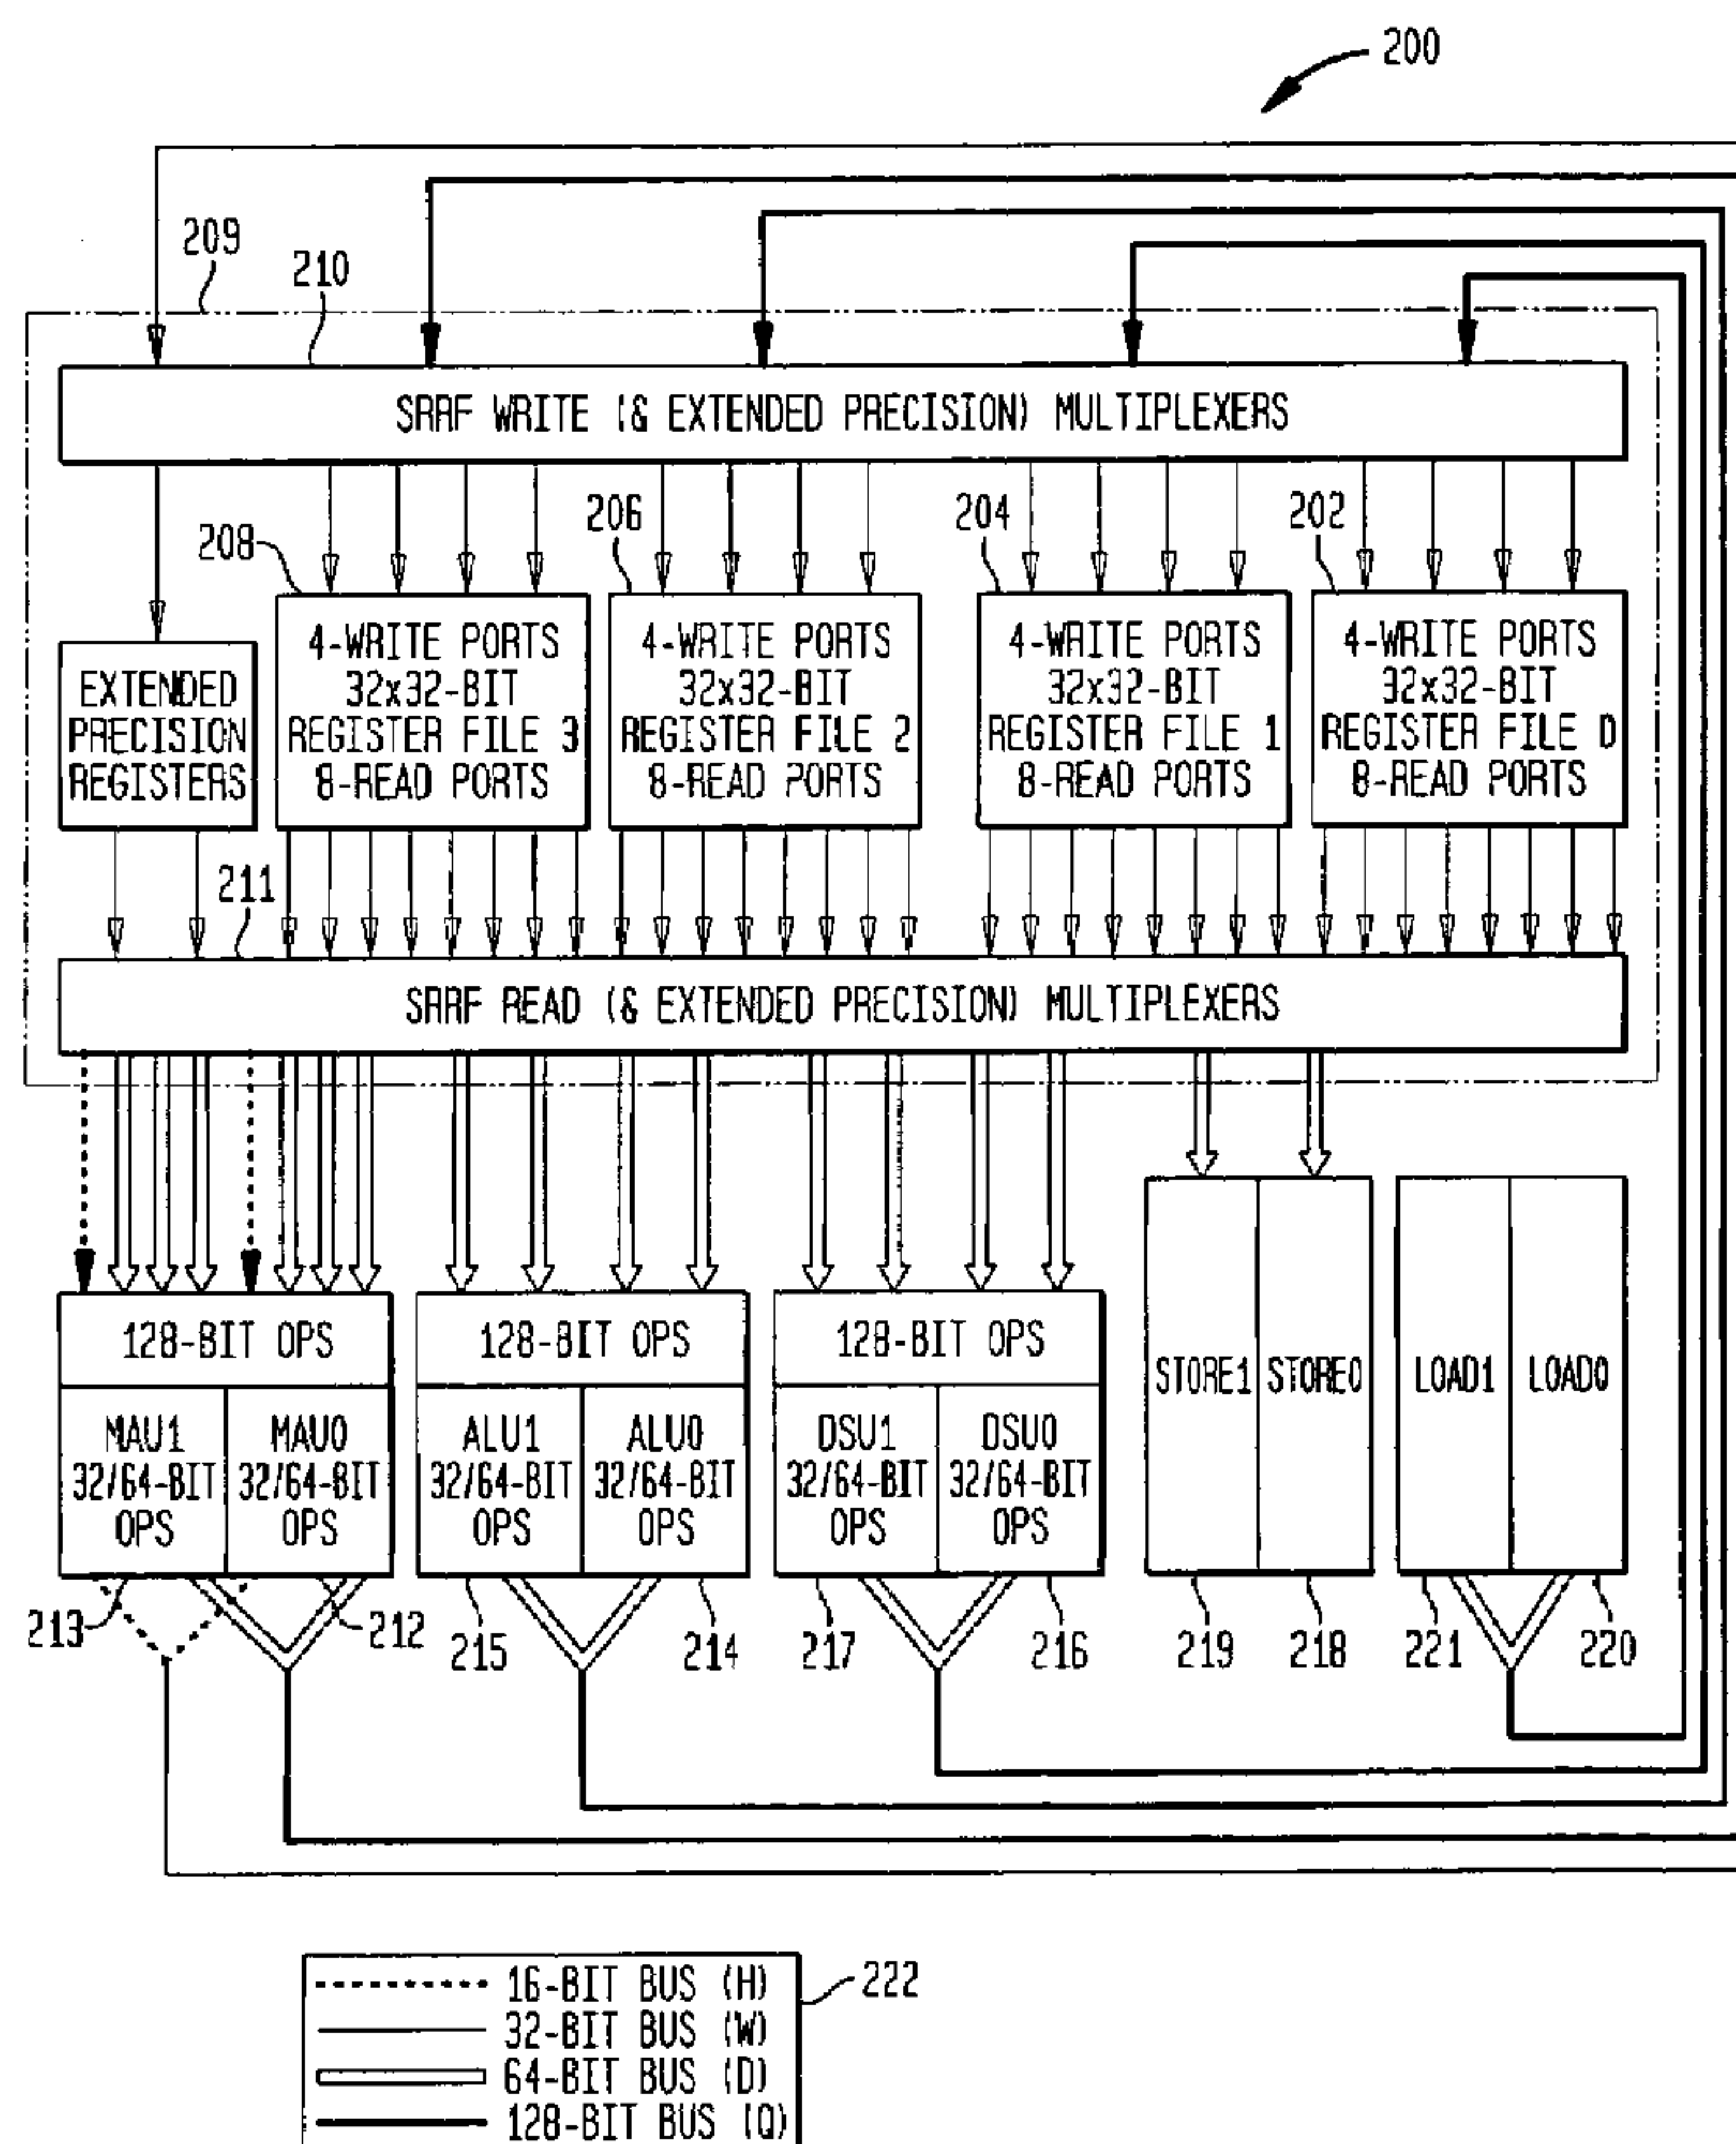 200
209
210
SRRF WRITE (& EXTENDED PRECISION) MULTIPLEXERS
208
206
204
202
EXTENDED
PRECISION
REGISTERS
4-WRITE PORTS
32x32-BIT
REGISTER FILE 3
8-READ PORTS
4-WRITE PORTS
32x32-BIT
REGISTER FILE 2
8-READ PORTS
4-WRITE PORTS
32x32-BIT
REGISTER FILE 1
8-READ PORTS
4-WRITE PORTS
32x32-BIT
REGISTER FILE 0
8-READ PORTS
211
SRRF READ (& EXTENDED PRECISION) MULTIPLEXERS
128-BIT OPS
MAU1
32/64-BIT
OPS
MAU0
32/64-BIT
OPS
128-BIT OPS
ALU1
32/64-BIT
OPS
ALU0
32/64-BIT
OPS
128-BIT OPS
DSU1
32/64-BIT
OPS
DSU0
32/64-BIT
OPS
STORE1
STORE0
LOAD1
LOAD0
213
212
215
214
217
216
219
218
221
220
16-BIT BUS (H)
32-BIT BUS (W)
64-BIT BUS (D)
128-BIT BUS (Q)
222